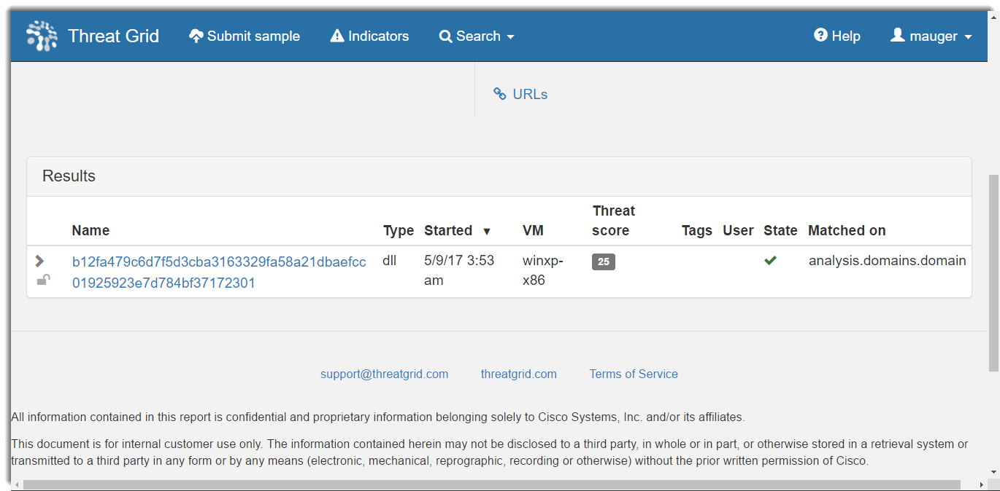 Threat Grid Submit sample Indicators Search Help mauger
URLs
Results
Name Type Started ▼ VM Threat score Tags User State Matched on
b12fa479c6d7f5d3cba3163329fa58a21dbaefcc dll 5/9/17 3:53 winxp- 25 analysis.domains.domain
01925923e7d784bf37172301 am x86
support@threatgrid.com threatgrid.com Terms of Service
All information contained in this report is confidential and proprietary information belonging solely to Cisco Systems, Inc. and/or its affiliates.
This document is for internal customer use only. The information contained herein may not be disclosed to a third party, in whole or in part, or otherwise stored in a retrieval system or
transmitted to a third party in any form or by any means (electronic, mechanical, reprographic, recording or otherwise) without the prior written permission of Cisco.